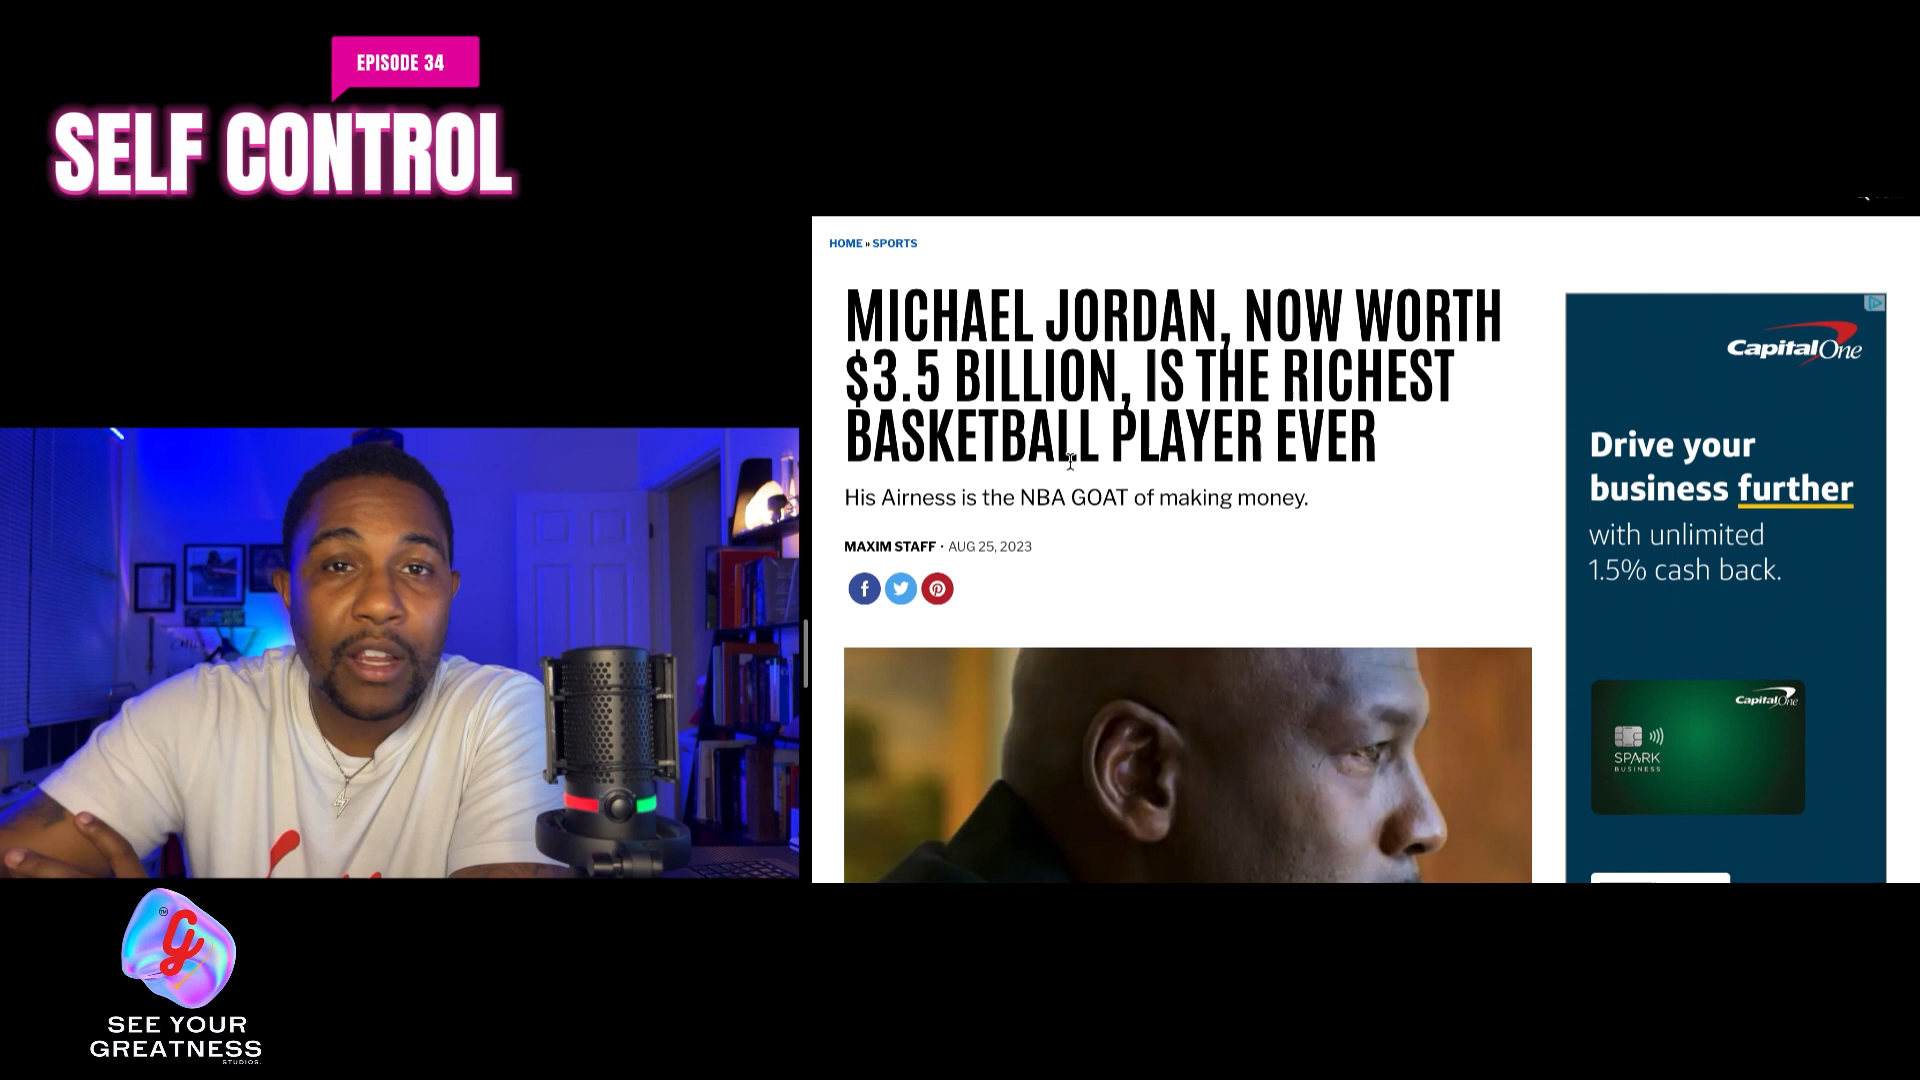 EPISODE 34
SELF CONTROL
HOME » SPORTS
MICHAEL JORDAN, NOW WORTH
$3.5 BILLION, IS THE RICHEST
BASKETBALL PLAYER EVER
His Airness is the NBA GOAT of making money.
MAXIM STAFF · AUG 25, 2023
Capital One
Drive your
business further
with unlimited
1.5% cash back.
Capital One
SPARK
BUSINESS
G
™
SEE YOUR
GREATNESS
STUDIOS.